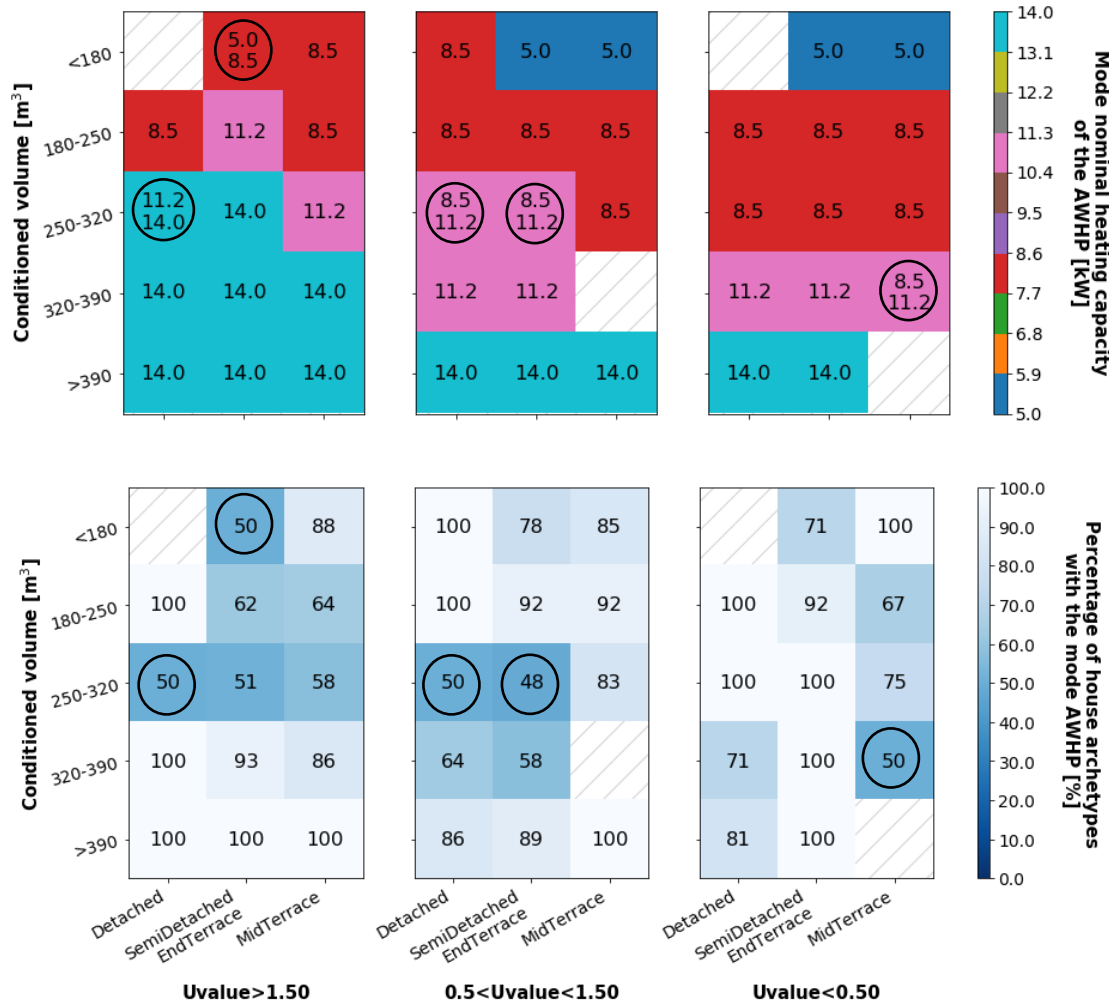 Conditioned volume [m³]
<180
180-250
250-320
320-390
>390
5.0
8.5
8.5
8.5 11.2 8.5
11.2
14.0
14.0 11.2
14.0 14.0 14.0
14.0 14.0 14.0
8.5 5.0 5.0
8.5 8.5 8.5
8.5
11.2
8.5
11.2
8.5
11.2 11.2
14.0 14.0 14.0
5.0 5.0
8.5 8.5 8.5
8.5 8.5 8.5
11.2 11.2
8.5
11.2
14.0 14.0
14.0
13.1
12.2
11.3
10.4
9.5
8.6
7.7
6.8
5.9
5.0
Mode nominal heating capacity
of the AWHP [kW]
Conditioned volume [m³]
<180
180-250
250-320
320-390
>390
50 88
100 62 64
50 51 58
100 93 86
100 100 100
100 78 85
100 92 92
50 48 83
64 58
86 89 100
71 100
100 92 67
100 100 75
71 100 50
81 100
100.0
90.0
80.0
70.0
60.0
50.0
40.0
30.0
20.0
10.0
0.0
Percentage of house archetypes
with the mode AWHP [%]
Detached
SemiDetached
EndTerrace
MidTerrace
Detached
SemiDetached
EndTerrace
MidTerrace
Detached
SemiDetached
EndTerrace
MidTerrace
Uvalue>1.50
0.5<Uvalue<1.50
Uvalue<0.50